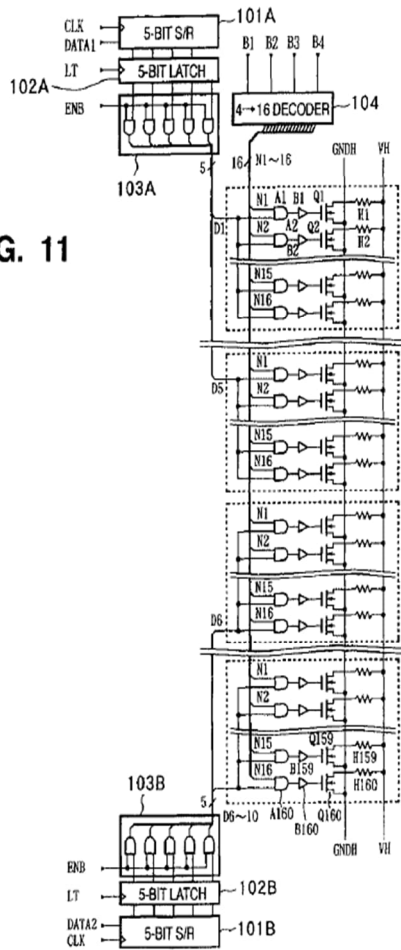 101A
CLK
5-BIT S/R
DATA1
102A
LT
5-BIT LATCH
ENB
103A
B1 B2 B3 B4
4→16 DECODER
104
GNDH VH
5
16 N1~16
N1 A1 B1 Q1
H1
D1
N2 A2 Q2
B2
H2
N15
N16
FIG. 11
N1
D5
N2
N15
N16
N1
N2
N15
D6
N16
N1
N2
Q159
N15
H159
103B
N16 B159
H160
5
A160
Q160
D6~10
B160
ENB
GNDH VH
LT
5-BIT LATCH
102B
DATA2
5-BIT S/R
CLK
101B